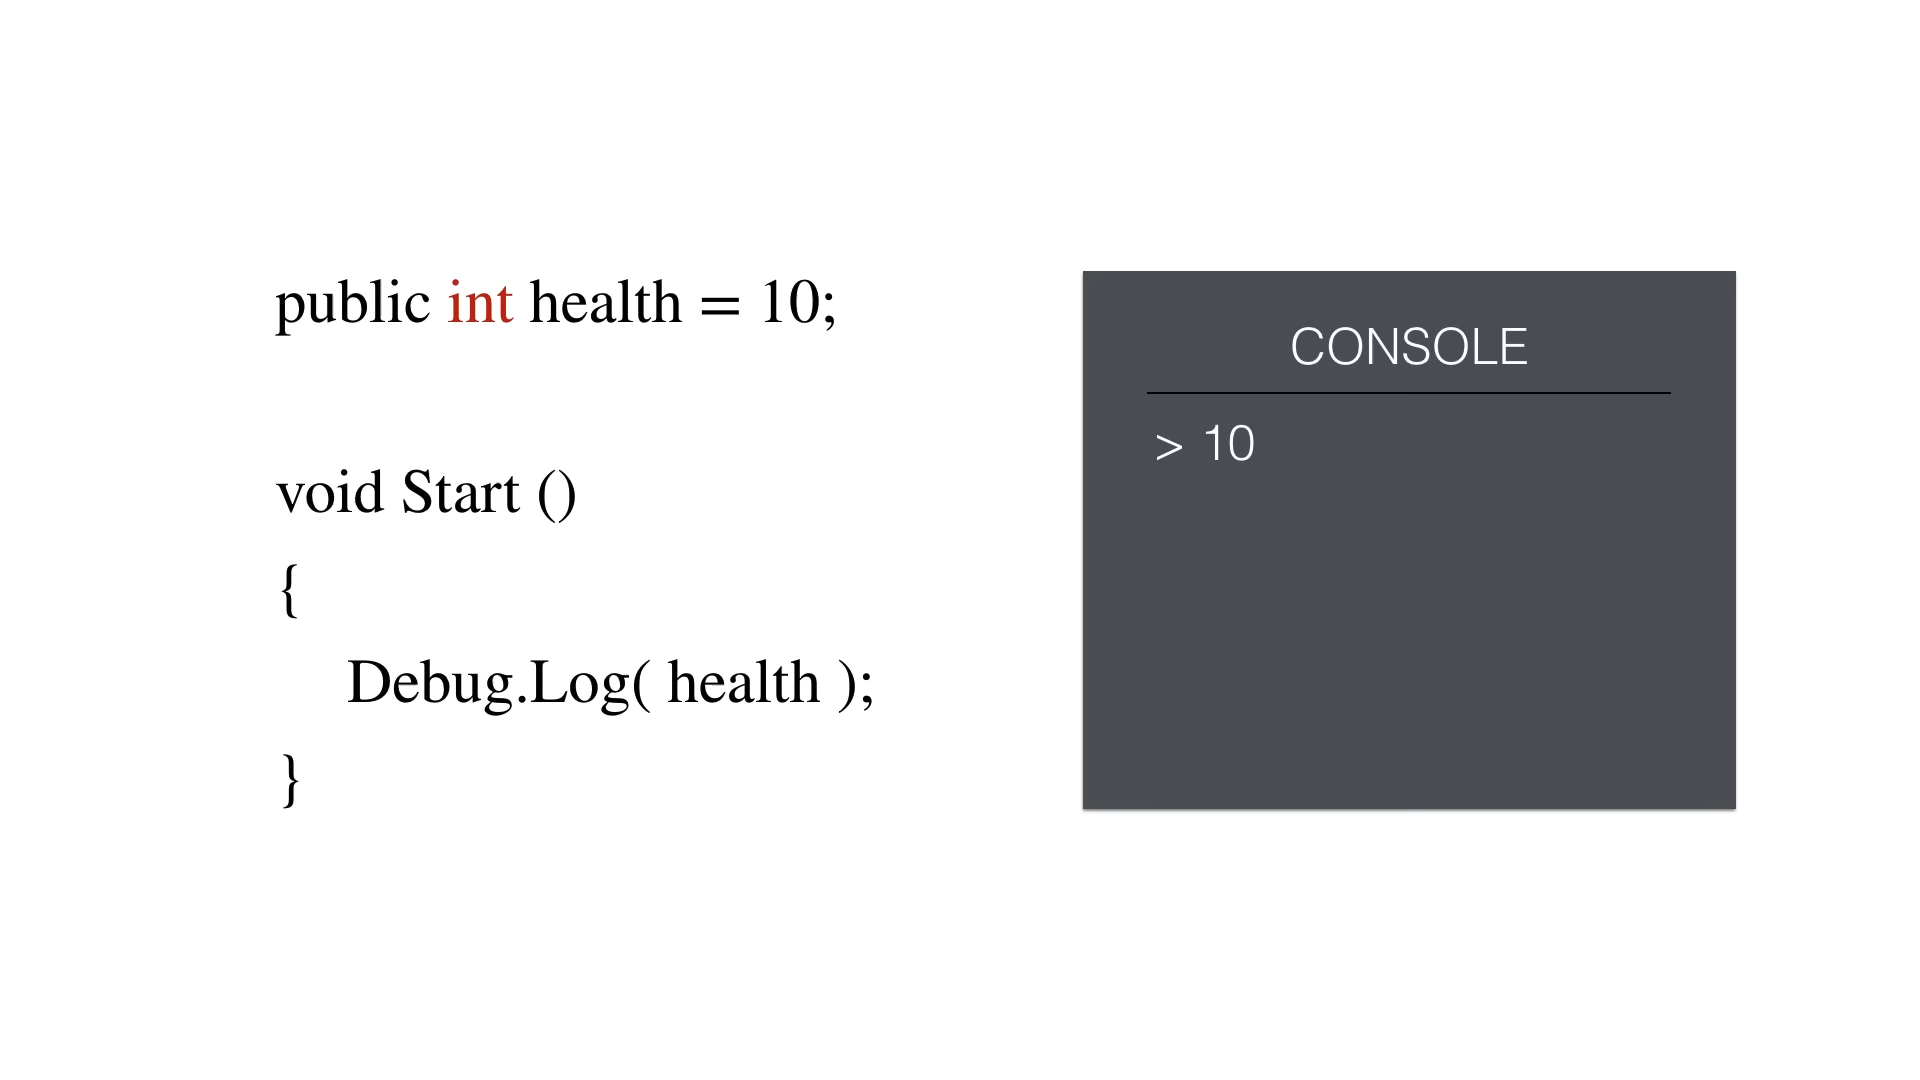 public int health = 10;
void Start ()
{
Debug.Log( health );
}
CONSOLE
> 10